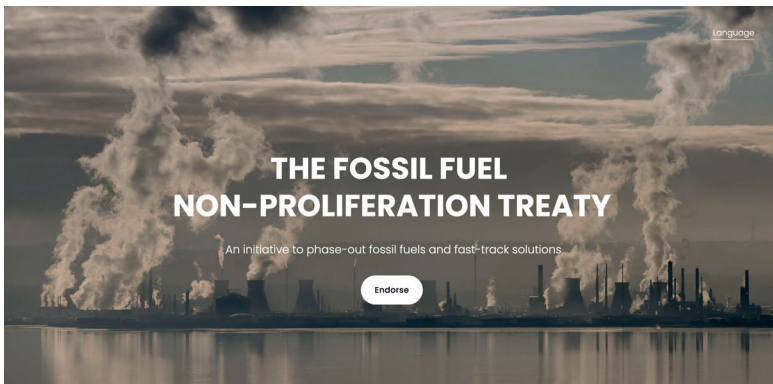 Language
THE FOSSIL FUEL
NON-PROLIFERATION TREATY
An initiative to phase-out fossil fuels and fast-track solutions
Endorse